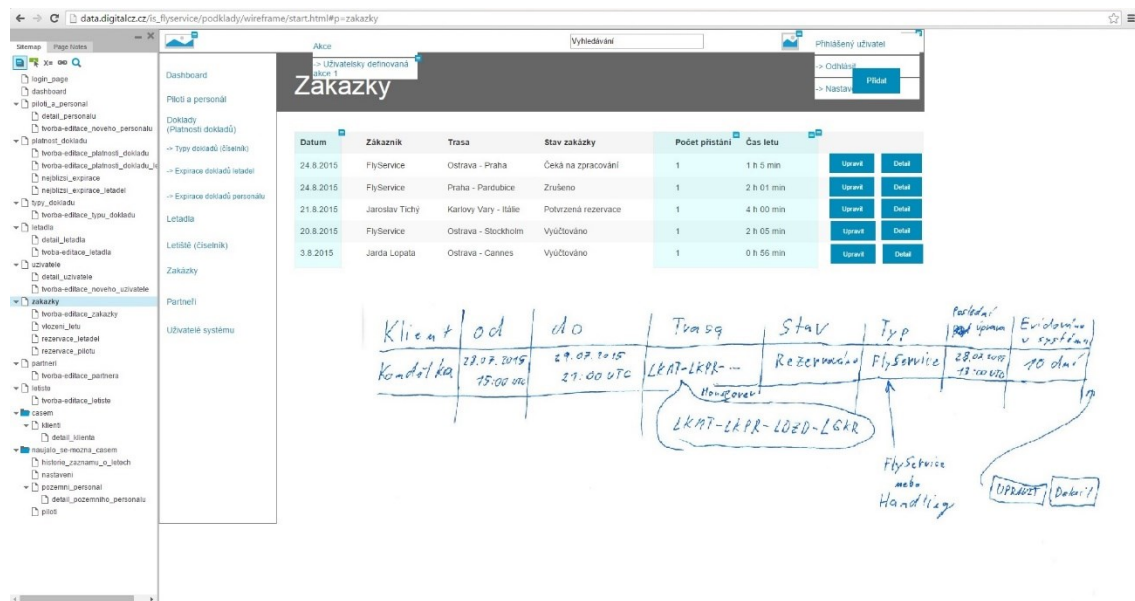 data.digitalcz.cz/is_flyservice/podklady/wireframe/start.html#p=zakazky
Sitemap Page Notes
login_page
dashboard
piloti_a_personal
detail_personalu
tvorba-editace_noveho_personalu
platnost_dokladu
tvorba-editace_platnosti_dokladu
tvorba-editace_platnosti_dokladu_le
nejblizsi_expirace
nejblizsi_expirace_letadel
typy_dokladu
tvorba-editace_typu_dokladu
letadla
detail_letadla
tvoba-editace_letadla
uzivatele
detail_uzivatele
tvorba-editace_noveho_uzivatele
zakazky
tvorba-editace_zakazky
vlozeni_letu
rezervace_letadel
rezervace_pilotu
partneri
tvorba-editace_partnera
letiste
tvorba-editace_letiste
casem
klienti
detail_klienta
naujalo_se-mozna_casem
historie_zaznamu_o_letech
nastaveni
pozemni_personal
detail_pozemniho_personalu
piloti
Dashboard
Piloti a personál
Doklady
(Platnosti dokladů)
-> Typy dokladů (číselník)
-> Expirace dokladů letadel
-> Expirace dokladů personálu
Letadla
Letiště (číselník)
Zakázky
Partneři
Uživatelé systému
Akce
-> Uživatelsky definovaná
akce 1
Vyhledávání
Přihlášený uživatel
-> Odhlásit
-> Nastav
Přidat
Zakázky
Datum Zákazník Trasa Stav zakázky Počet přistání Čas letu
24.8.2015 FlyService Ostrava - Praha Čeká na zpracování 1 1 h 5 min Upravit Detail
24.8.2015 FlyService Praha - Pardubice Zrušeno 1 2 h 01 min Upravit Detail
21.8.2015 Jaroslav Tichý Karlovy Vary - Itálie Potvrzená rezervace 1 4 h 00 min Upravit Detail
20.8.2015 FlyService Ostrava - Stockholm Vyúčtováno 1 2 h 05 min Upravit Detail
3.8.2015 Jarda Lopata Ostrava - Cannes Vyúčtováno 1 0 h 56 min Upravit Detail
Klient od do Trasa Stav Typ Poslední úprava Evidováno v systému
Kondelka 28.07.2015 15:00 UTC 29.07.2015 21:00 UTC LKMT-LKPR-... Rezervováno FlyService 28.02.2015 13:00 UTC 10 dní
LKMT-LKPR-LDZD-LGKR
FlyService
nebo
Handling
UPRAVIT Detail